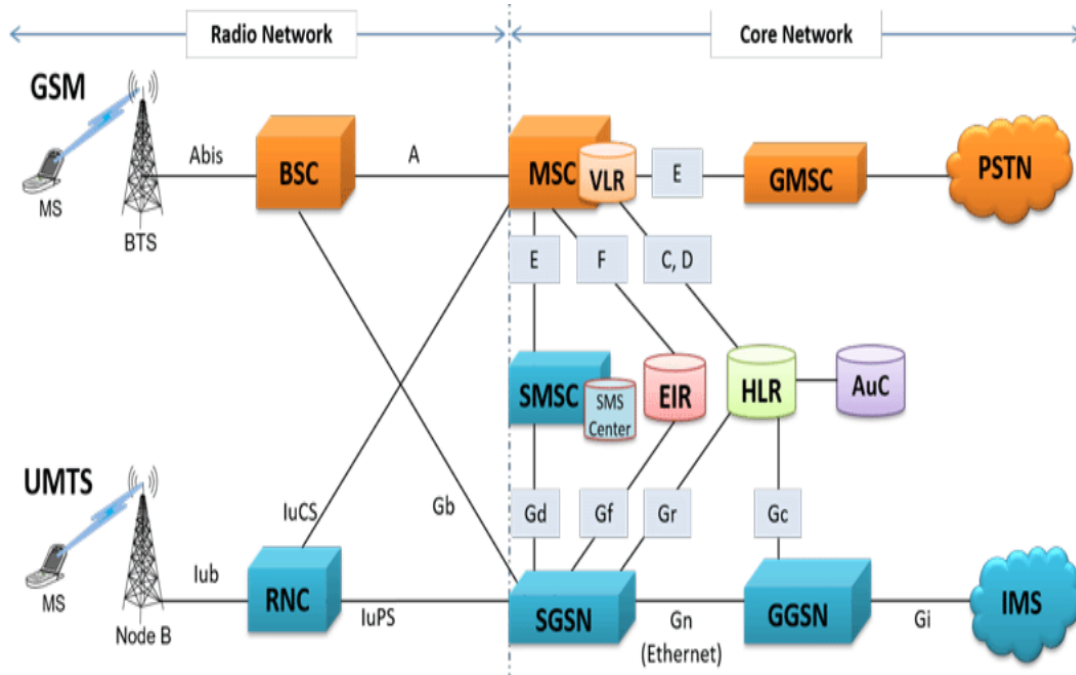 Radio Network
Core Network
GSM
MS
BTS
Abis
BSC
A
MSC
VLR
E
GMSC
PSTN
E
F
C, D
SMSC
SMS
Center
EIR
HLR
AuC
UMTS
MS
Node B
Iub
RNC
IuCS
IuPS
Gb
Gd
Gf
Gr
Gc
SGSN
Gn
(Ethernet)
GGSN
Gi
IMS